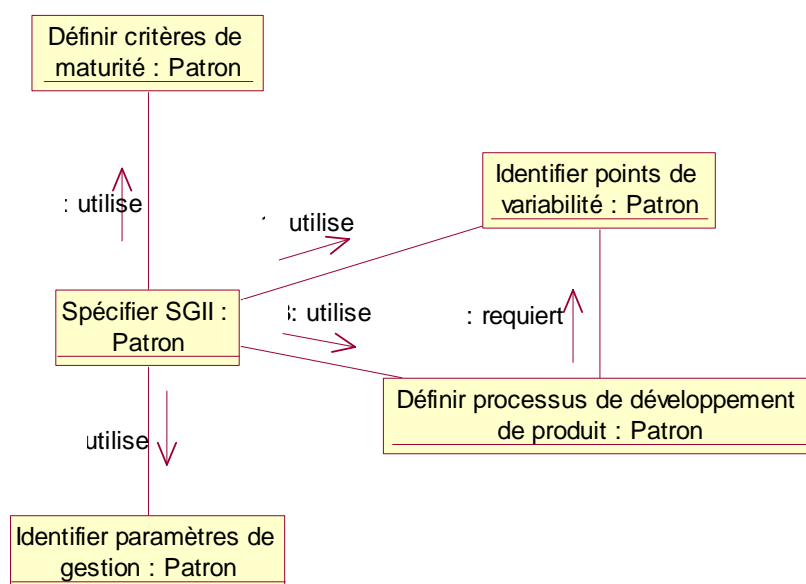 Définir critères de
maturité : Patron
: utilise
utilise
Identifier points de
variabilité : Patron
Spécifier SGII :
Patron
: utilise
: requiert
Définir processus de développement
de produit : Patron
utilise
Identifier paramètres de
gestion : Patron